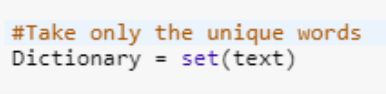 #Take only the unique words
Dictionary = set(text)